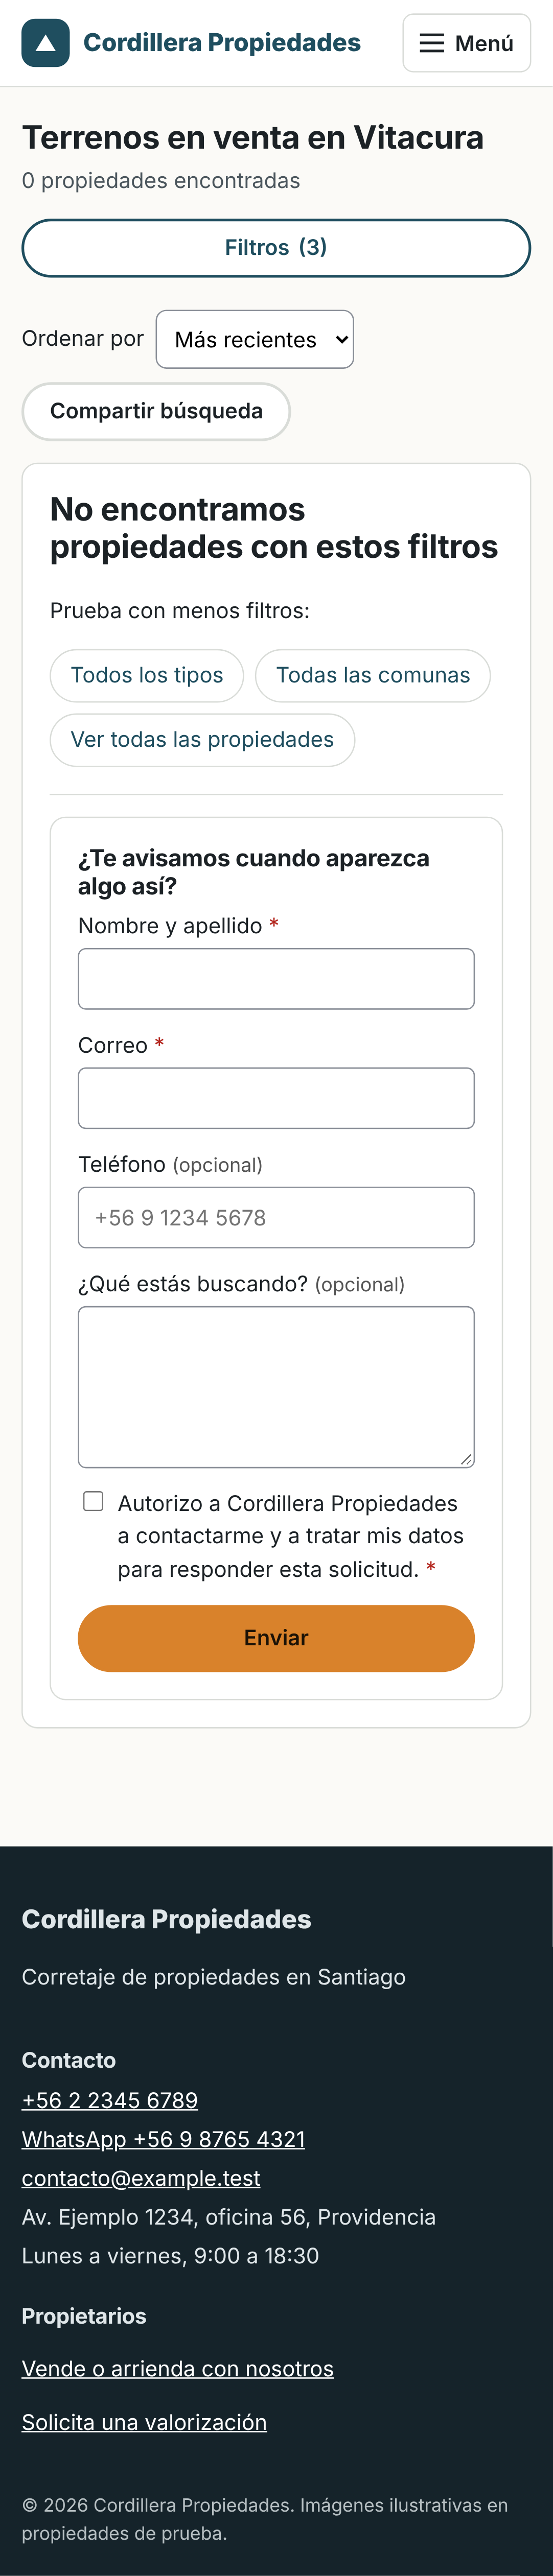 Cordillera Propiedades
Menú
Terrenos en venta en Vitacura
0 propiedades encontradas
Filtros (3)
Ordenar por
Más recientes
Compartir búsqueda
No encontramos
propiedades con estos filtros
Prueba con menos filtros:
Todos los tipos
Todas las comunas
Ver todas las propiedades
¿Te avisamos cuando aparezca
algo así?
Nombre y apellido *
Correo *
Teléfono (opcional)
+56 9 1234 5678
¿Qué estás buscando? (opcional)
Autorizo a Cordillera Propiedades
a contactarme y a tratar mis datos
para responder esta solicitud. *
Enviar
Cordillera Propiedades
Corretaje de propiedades en Santiago
Contacto
+56 2 2345 6789
WhatsApp +56 9 8765 4321
contacto@example.test
Av. Ejemplo 1234, oficina 56, Providencia
Lunes a viernes, 9:00 a 18:30
Propietarios
Vende o arrienda con nosotros
Solicita una valorización
© 2026 Cordillera Propiedades. Imágenes ilustrativas en
propiedades de prueba.